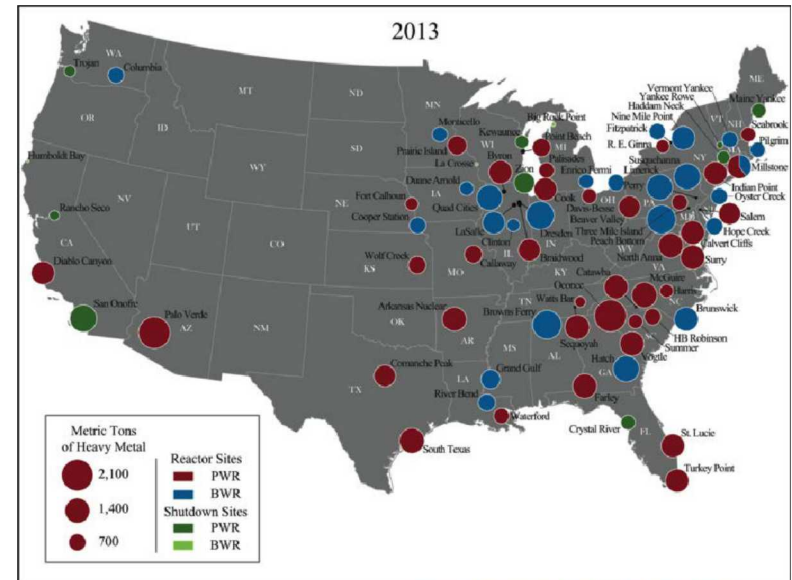 2013
WA
Trojan
Columbia
MT
ND
MN
ME
Vermont Yankee
Yankee Rowe
Haddam Neck
Maine Yankee
Nine Mile Point
VT
NH
Fitzpatrick
Seabrook
OR
ID
Monticello
Big Rock Point
Kewaunee
Point Beach
R. E. Ginna
MA
Pilgrim
SD
Prairie Island
WI
MI
Susquehanna
NY
Millstone
WY
La Crosse
Byron
Palisades
Enrico Fermi
Limerick
Indian Point
Humboldt Bay
Duane Arnold
Zion
Perry
Oyster Creek
NV
Fort Calhoun
IA
Cook
OH
PA
Rancho Seco
NE
Quad Cities
Davis-Besse
Salem
UT
Cooper Station
Beaver Valley
LaSalle
Dresden
Three Mile Island
Hope Creek
CA
CO
Clinton
IL
IN
Peach Bottom
Calvert Cliffs
Diablo Canyon
Wolf Crook
Braidwood
WV
North Anna
KS
MO
Callaway
KY
VA
Surry
Catawba
McGuire
San Onofre
Oconee
Harris
Palo Verde
Arkansas Nuclear
TN
Watts Bar
NC
Browns Ferry
Brunswick
AZ
NM
OK
HB Robinson
AR
Sequoyah
Summer
MS
AL
Hatch
Vogtle
Comanche Peak
LA
Grand Gulf
GA
TX
River Bend
Farley
Waterford
Crystal River
FL
South Texas
St. Lucie
Turkey Point
Metric Tons
of Heavy Metal
2,100
1,400
700
Reactor Sites
PWR
BWR
Shutdown Sites
PWR
BWR